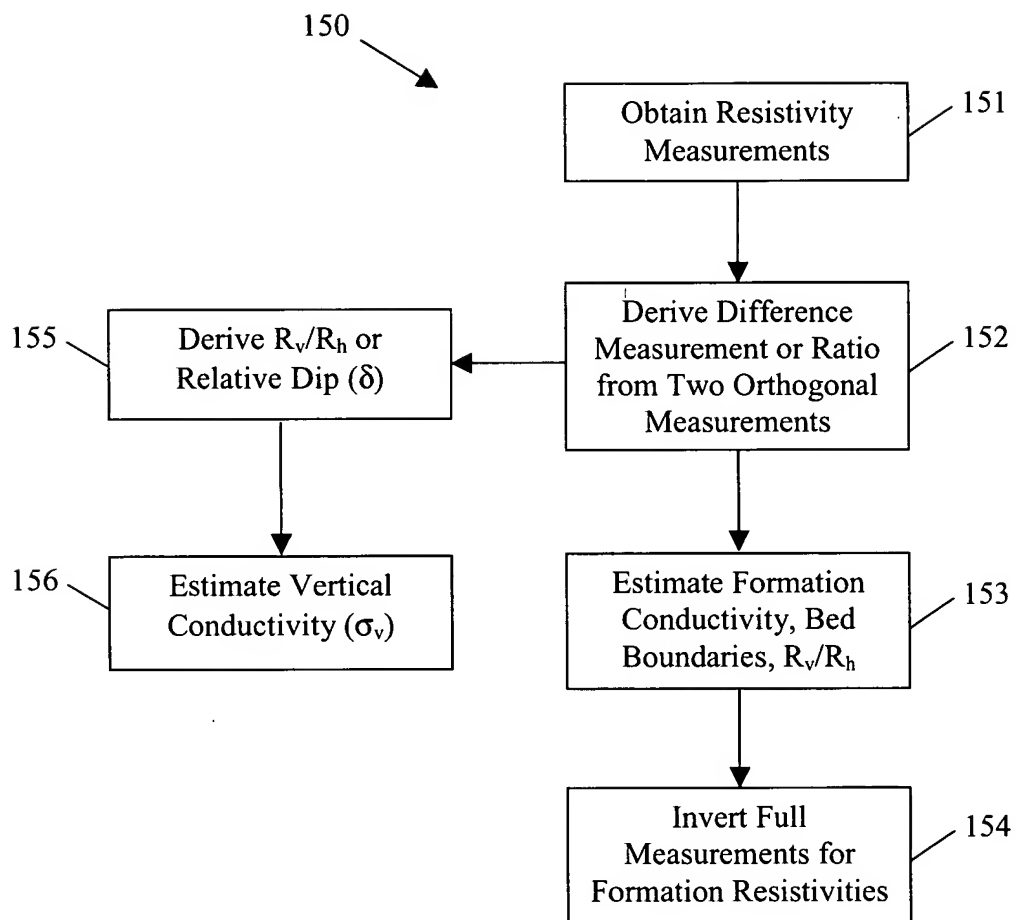 150
Obtain Resistivity
Measurements
151
Derive Difference
Measurement or Ratio
from Two Orthogonal
Measurements
152
155
Derive Rᵥ/Rₕ or
Relative Dip (δ)
156
Estimate Vertical
Conductivity (σᵥ)
Estimate Formation
Conductivity, Bed
Boundaries, Rᵥ/Rₕ
153
Invert Full
Measurements for
Formation Resistivities
154